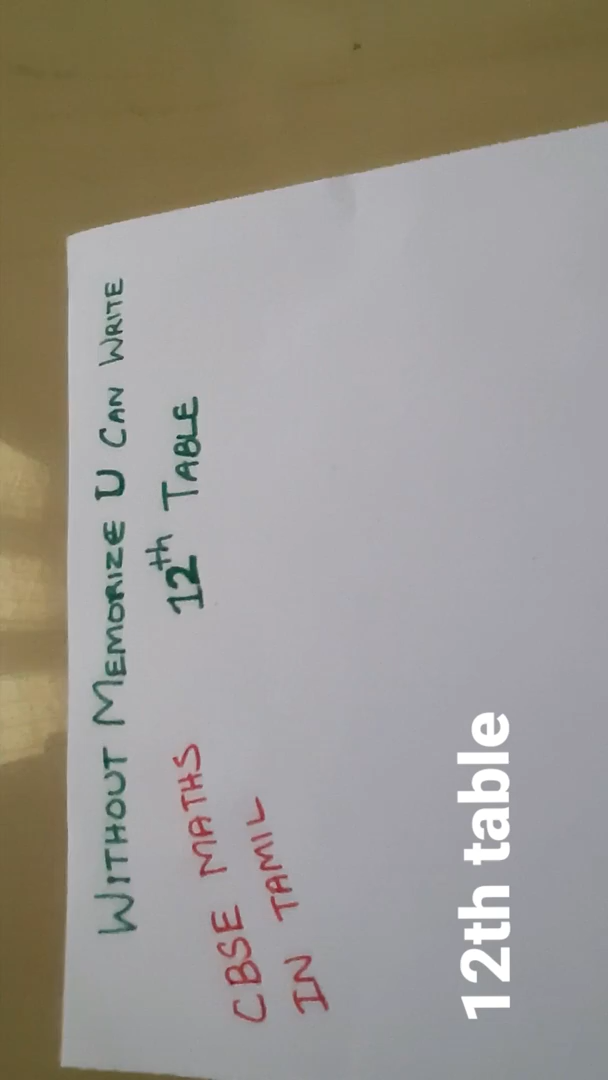 WITHOUT MEMORIZE U CAN WRITE
12th TABLE
CBSE MATHS
IN TAMIL
12th table